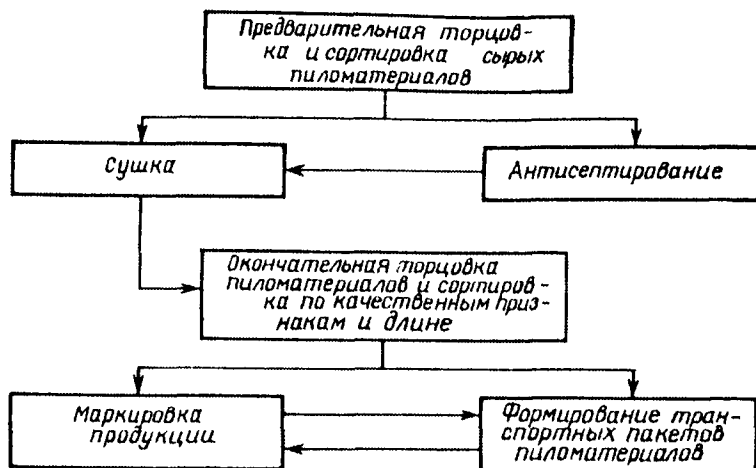 Предварительная торцов-
ка и сортировка сырых
пиломатериалов
Сушка
Антисептирование
Окончательная торцовка
пиломатериалов и сортиров-
ка по качественным приз-
накам и длине
Маркировка
продукции
Формирование тран-
спортных пакетов
пиломатериалов